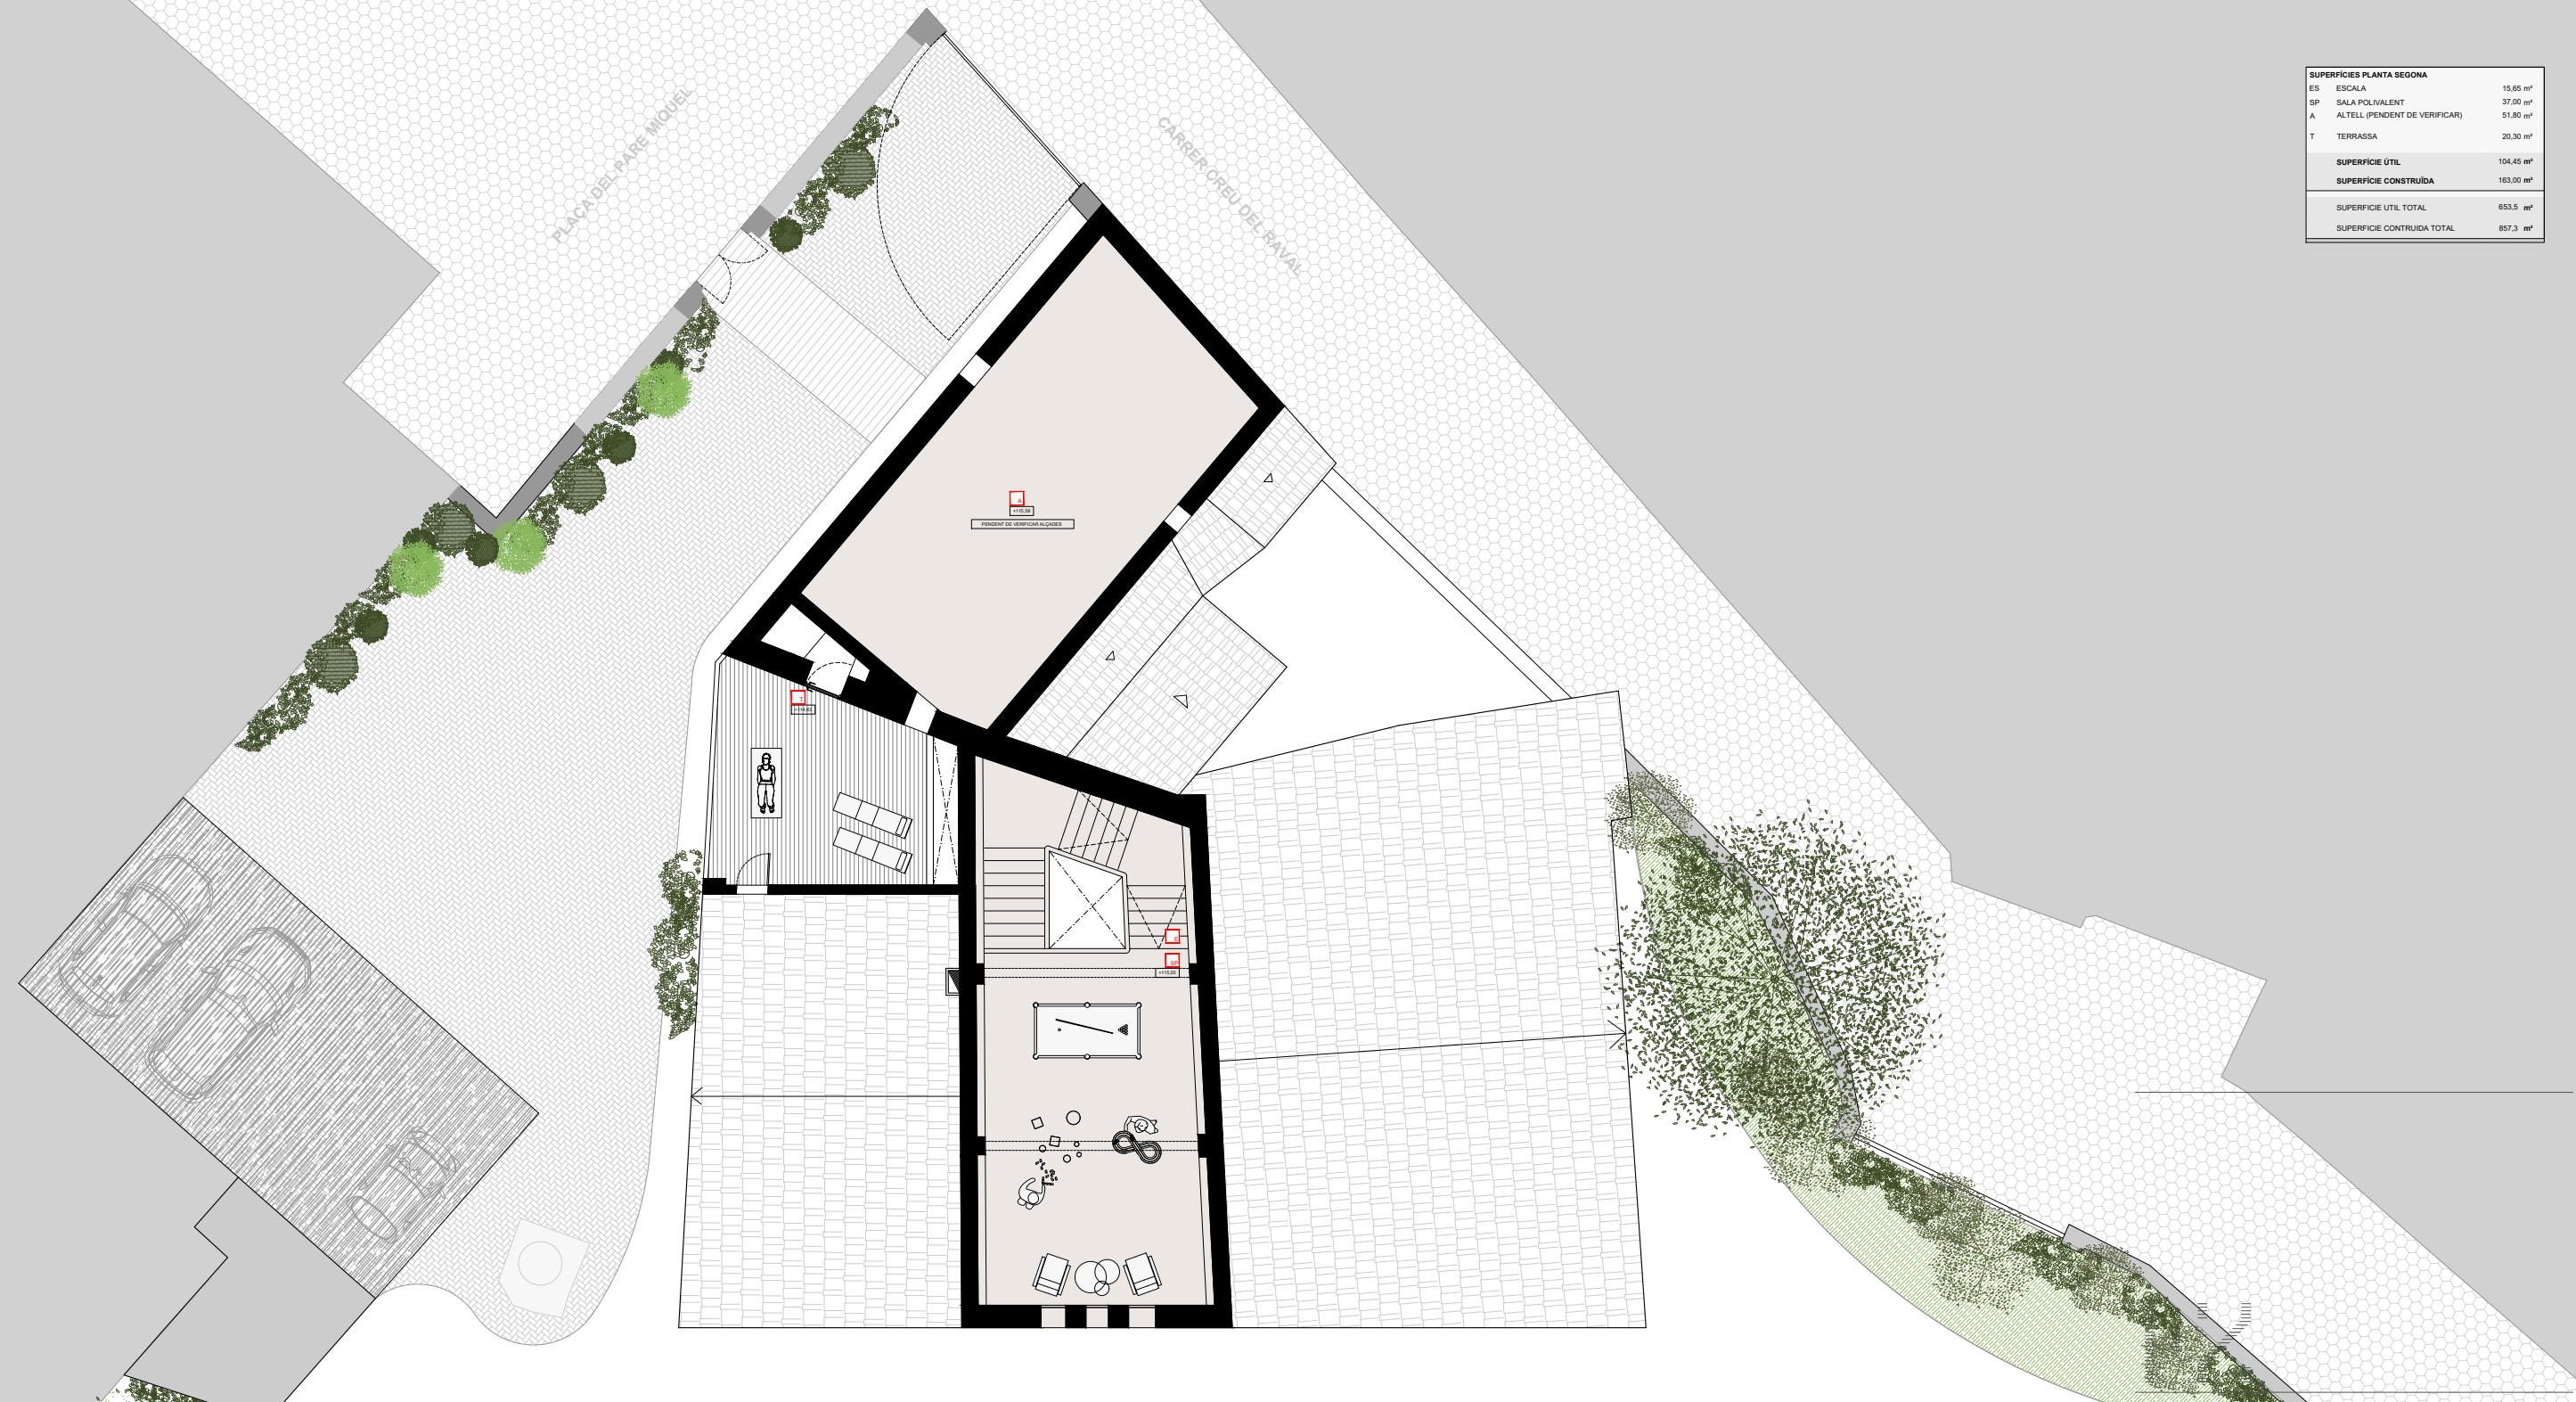 SUPERFÍCIES PLANTA SEGONA
ES ESCALA 15,65 m²
SP SALA POLIVALENT 37,00 m²
A ALTELL (PENDENT DE VERIFICAR) 51,80 m²
T TERRASSA 20,30 m²
SUPERFÍCIE ÚTIL 104,45 m²
SUPERFÍCIE CONSTRUÏDA 163,00 m²
SUPERFICIE UTIL TOTAL 653,5 m²
SUPERFICIE CONTRUIDA TOTAL 857,3 m²
PLAÇA DEL PARE MIQUEL
CARRER CREU DEL RAVAL
A
PENDENT DE VERIFICAR ALÇADES
T
SP